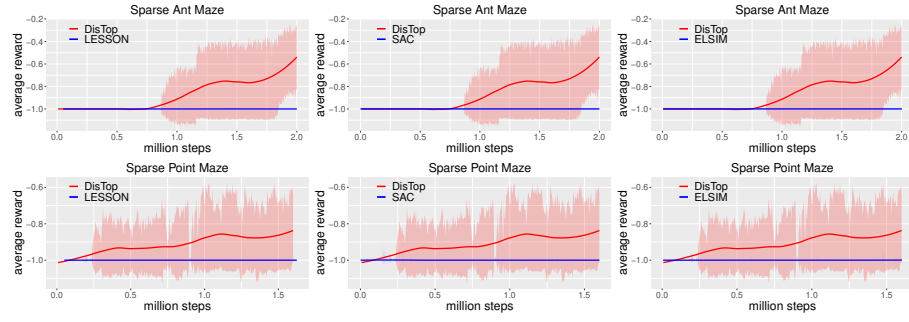 Sparse Ant Maze
DisTop
LESSON
average reward
−0.2
−0.4
−0.6
−0.8
−1.0
0.0 0.5 1.0 1.5 2.0
million steps
Sparse Ant Maze
DisTop
SAC
average reward
−0.2
−0.4
−0.6
−0.8
−1.0
0.0 0.5 1.0 1.5 2.0
million steps
Sparse Ant Maze
DisTop
ELSIM
average reward
−0.2
−0.4
−0.6
−0.8
−1.0
0.0 0.5 1.0 1.5 2.0
million steps
Sparse Point Maze
DisTop
LESSON
average reward
−0.6
−0.8
−1.0
0.0 0.5 1.0 1.5
million steps
Sparse Point Maze
DisTop
SAC
average reward
−0.6
−0.8
−1.0
0.0 0.5 1.0 1.5
million steps
Sparse Point Maze
DisTop
ELSIM
average reward
−0.6
−0.8
−1.0
0.0 0.5 1.0 1.5
million steps